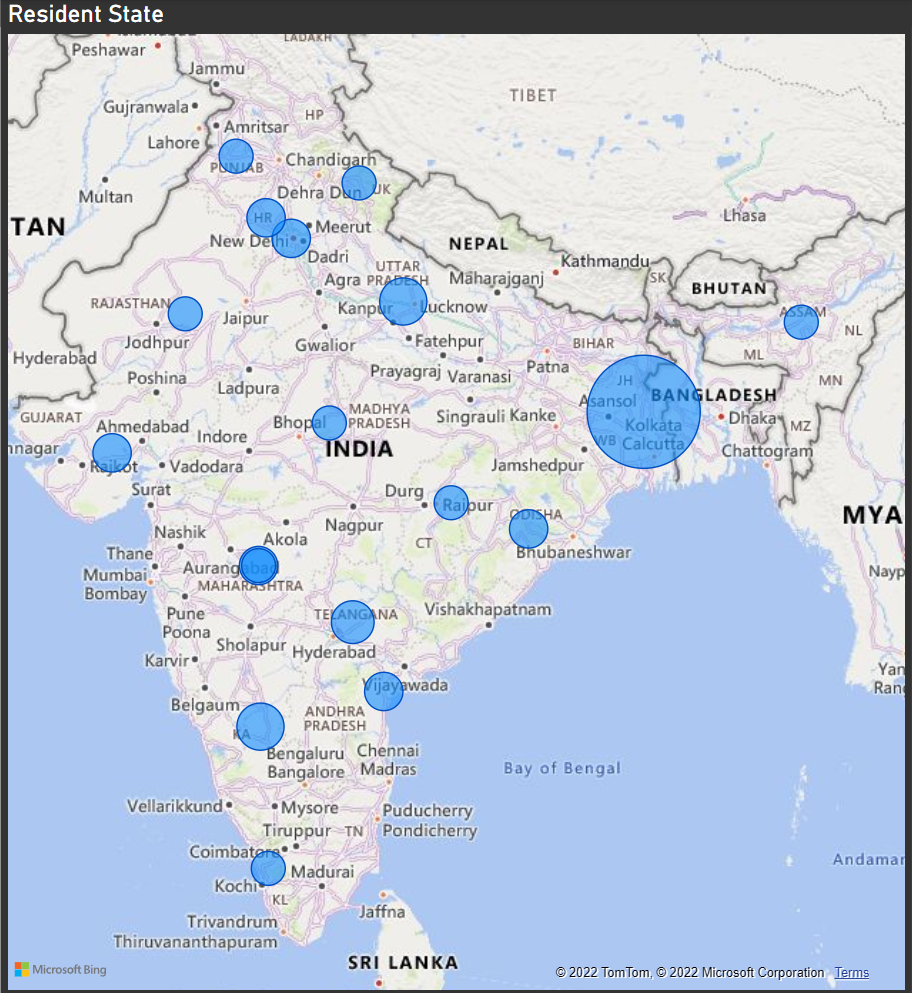 Resident State
LADAKH
Peshawar
Jammu
TIBET
Gujranwala
HP
Amritsar
Lahore
Chandigarh
PUNJAB
Multan
Dehra Dun
UK
Lhasa
TAN
HR
Meerut
New Delhi
NEPAL
Dadri
Kathmandu
UTTAR
PRADESH
Agra
Maharajganj
SK
BHUTAN
RAJASTHAN
Kanpur
Lucknow
ASSAM
Jaipur
Jodhpur
NL
Gwalior
Fatehpur
BIHAR
Hyderabad
ML
Patna
Prayagraj
Varanasi
Poshina
JH
MN
Ladpura
BANGLADESH
Asansol
MADHYA
PRADESH
GUJARAT
Singrauli
Kanke
Dhaka
Bhopal
Ahmedabad
Kolkata
Calcutta
MZ
Indore
WB
nnagar
INDIA
Chattogram
Rajkot
Vadodara
Jamshedpur
Surat
Durg
Raipur
ODISHA
MYA
Nagpur
Nashik
Akola
CT
Bhubaneshwar
Thane
Aurangabad
Mumbai
Bombay
MAHARASHTRA
Nayp
TELANGANA
Vishakhapatnam
Pune
Poona
Sholapur
Hyderabad
Karvir
Yan
Rang
Vijayawada
Belgaum
ANDHRA
PRADESH
KA
Bengaluru
Bangalore
Chennai
Madras
Bay of Bengal
Vellarikkund
Mysore
Puducherry
Pondicherry
Tiruppur
TN
Coimbatore
Andaman
Madurai
Kochi
KL
Jaffna
Trivandrum
Thiruvananthapuram
SRI LANKA
Microsoft Bing
© 2022 TomTom, © 2022 Microsoft Corporation
Terms